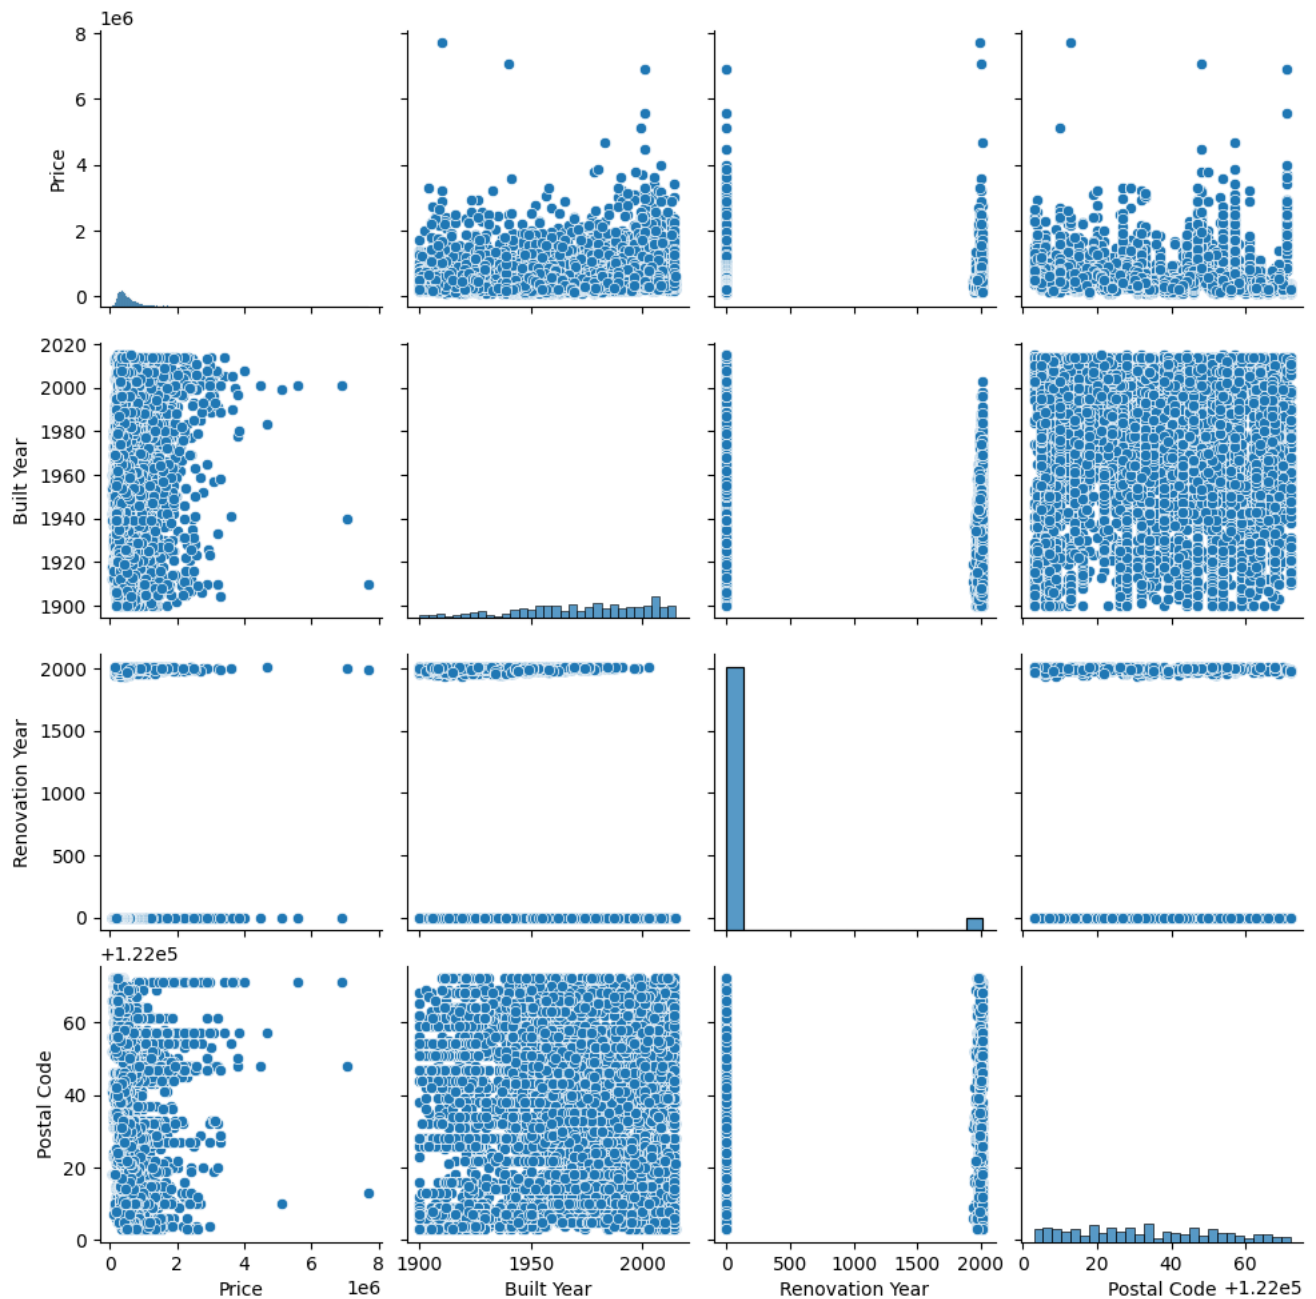 1e6
8
6
4
2
0
Price
2020
2000
1980
1960
1940
1920
1900
Built Year
2000
1500
1000
500
0
Renovation Year
+1.22e5
60
40
20
0
Postal Code
0 2 4 6 8 1900 1950 2000 0 500 1000 1500 2000 20 40 60
Price 1e6 Built Year Renovation Year Postal Code +1.22e5